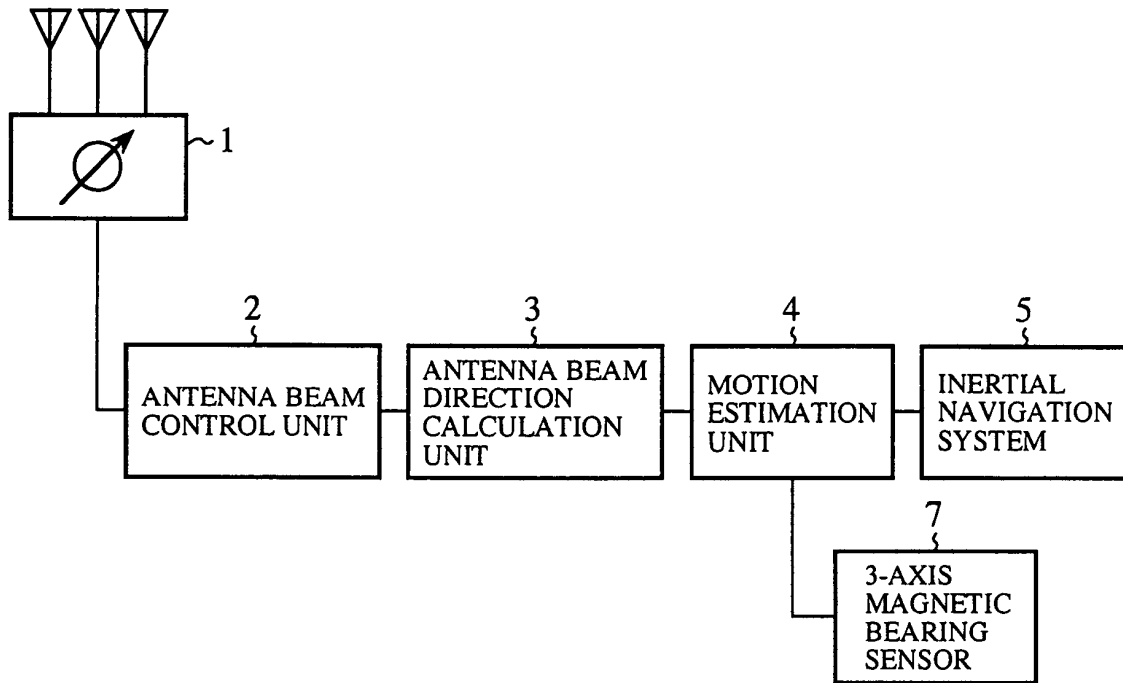 1
2
ANTENNA BEAM
CONTROL UNIT
3
ANTENNA BEAM
DIRECTION
CALCULATION
UNIT
4
MOTION
ESTIMATION
UNIT
5
INERTIAL
NAVIGATION
SYSTEM
7
3-AXIS
MAGNETIC
BEARING
SENSOR